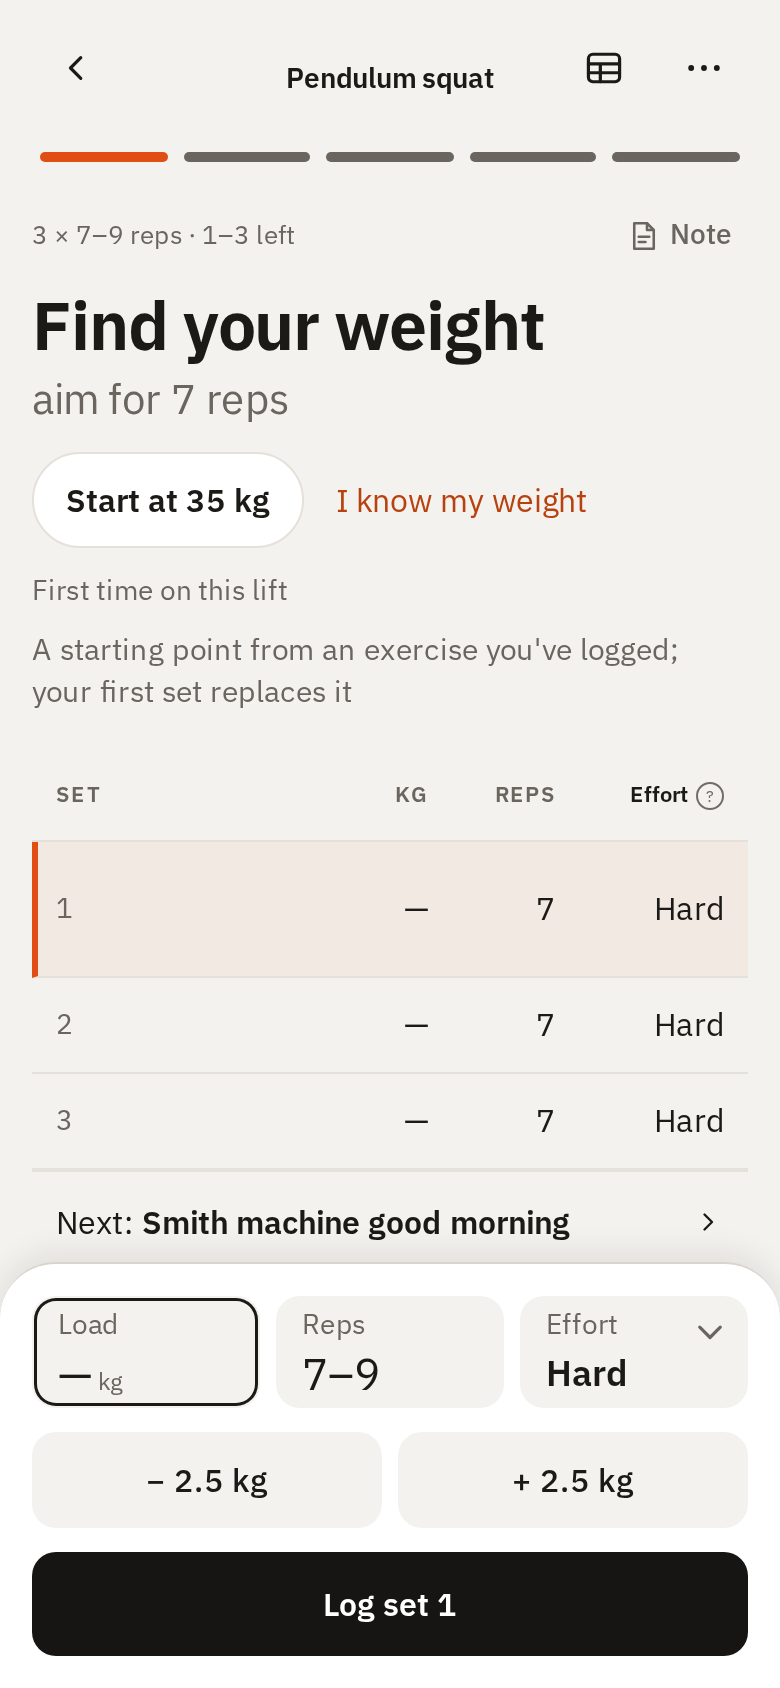 Pendulum squat
3 × 7–9 reps · 1–3 left
Note
Find your weight
aim for 7 reps
Start at 35 kg
I know my weight
First time on this lift
A starting point from an exercise you've logged;
your first set replaces it
SET KG REPS Effort ?
1 — 7 Hard
2 — 7 Hard
3 — 7 Hard
Next: Smith machine good morning
Load Reps Effort
— kg 7–9 Hard
− 2.5 kg + 2.5 kg
Log set 1